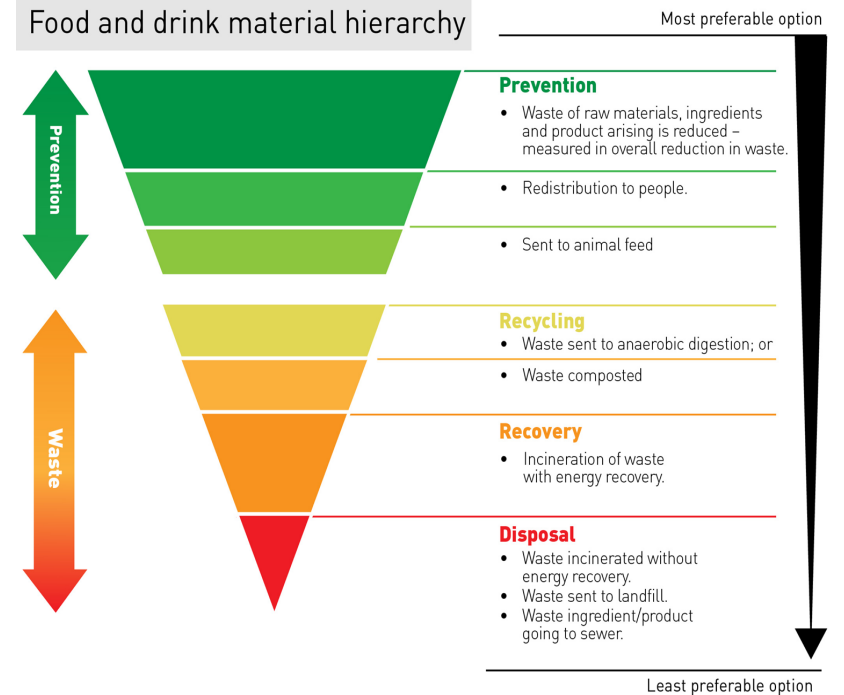 Food and drink material hierarchy
Most preferable option
Prevention
Prevention
• Waste of raw materials, ingredients
and product arising is reduced –
measured in overall reduction in waste.
• Redistribution to people.
• Sent to animal feed
Waste
Recycling
• Waste sent to anaerobic digestion; or
• Waste composted
Recovery
• Incineration of waste
with energy recovery.
Disposal
• Waste incinerated without
energy recovery.
• Waste sent to landfill.
• Waste ingredient/product
going to sewer.
Least preferable option